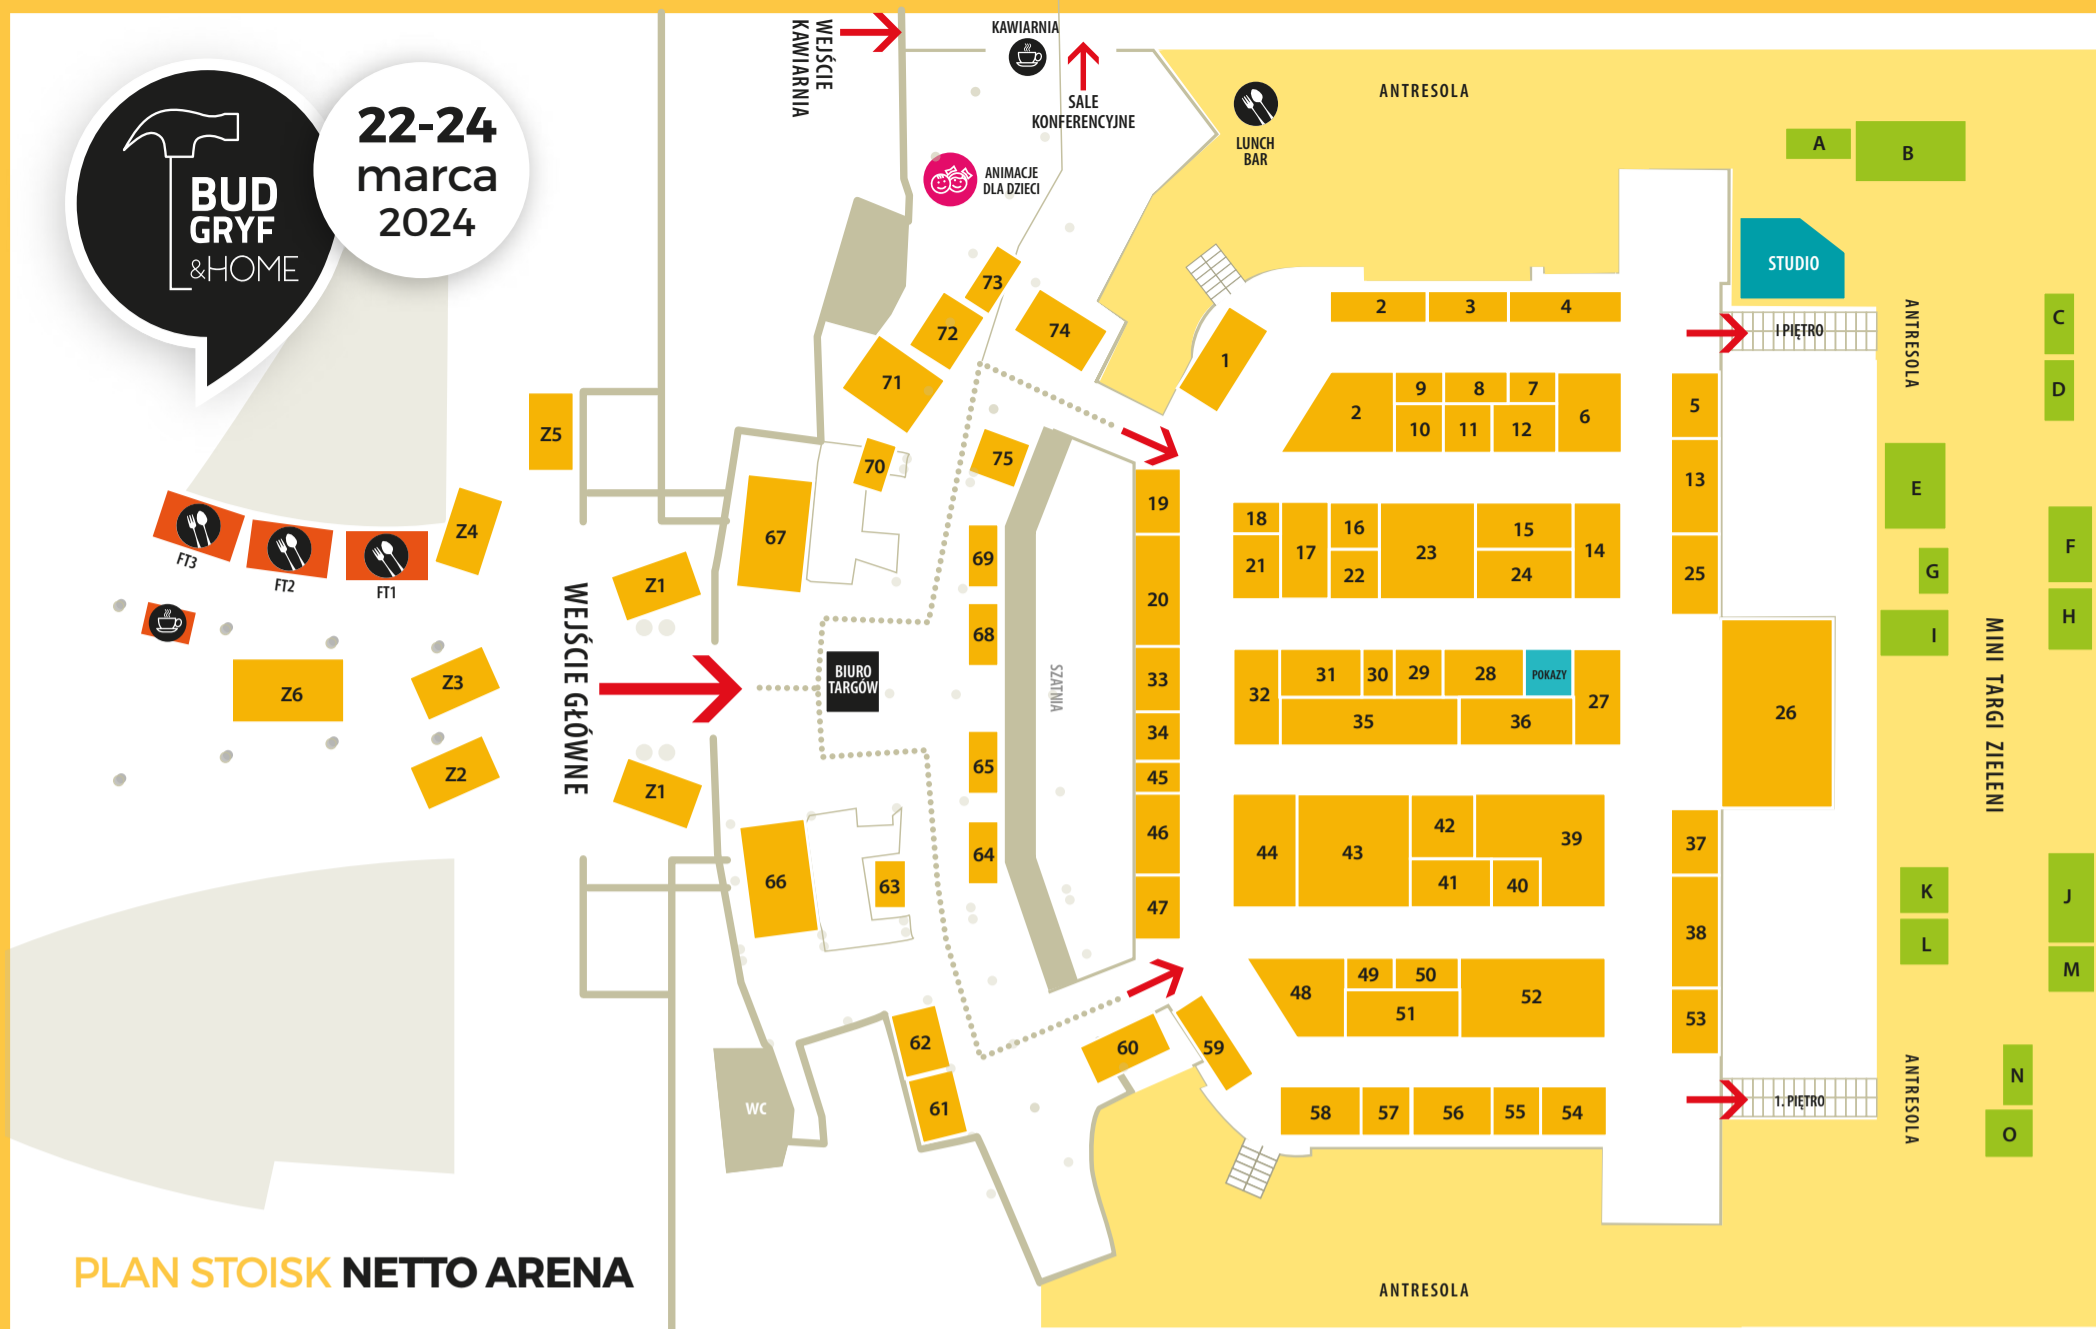 BUD
GRYF
&HOME
22-24
marca
2024
WEJŚCIE
KAWIARNIA
KAWIARNIA
SALE
KONFERENCYJNE
ANIMACJE
DLA DZIECI
LUNCH
BAR
ANTRESOLA
A
B
STUDIO
I PIĘTRO
ANTRESOLA
C
D
E
F
G
H
I
MINI TARGI ZIELENI
K
J
L
M
N
O
ANTRESOLA
1. PIĘTRO
ANTRESOLA
73
72
74
71
70
75
67
69
68
65
64
66
63
62
61
60
59
1
2
3
4
2
9
8
7
10
11
12
6
5
13
25
19
20
33
34
45
46
47
18
17
16
23
15
14
21
22
24
32
31
30
29
28
POKAZY
27
35
36
26
44
43
42
39
41
40
37
38
53
48
49
50
51
52
58
57
56
55
54
Z5
Z4
FT3
FT2
FT1
Z1
Z6
Z3
Z2
Z1
WEJŚCIE GŁÓWNE
BIURO
TARGÓW
SZATNIA
WC
PLAN STOISK NETTO ARENA